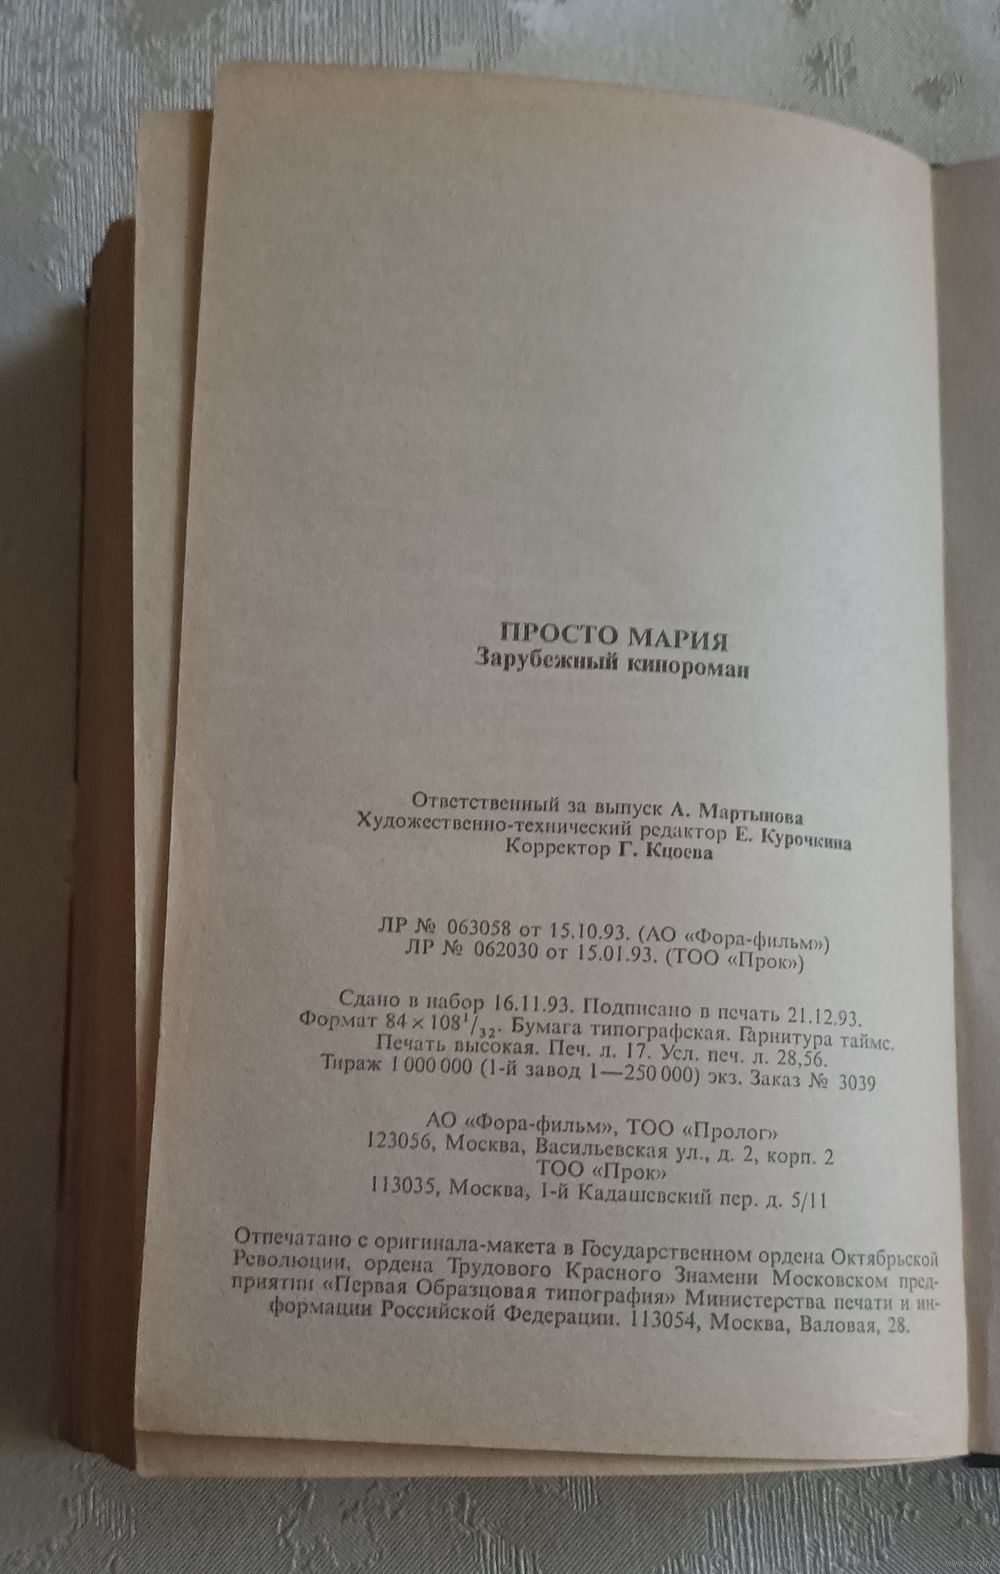 ПРОСТО МАРИЯ
Зарубежный кинороман
Ответственный за выпуск А. Мартынова
Художественно-технический редактор Е. Курочкина
Корректор Г. Кцоева
ЛР № 063058 от 15.10.93. (АО «Фора-фильм»)
ЛР № 062030 от 15.01.93. (ТОО «Прок»)
Сдано в набор 16.11.93. Подписано в печать 21.12.93.
Формат 84×108¹/₃₂. Бумага типографская. Гарнитура таймс.
Печать высокая. Печ. л. 17. Усл. печ. л. 28,56.
Тираж 1 000 000 (1-й завод 1—250 000) экз. Заказ № 3039
АО «Фора-фильм», ТОО «Пролог»
123056, Москва, Васильевская ул., д. 2, корп. 2
ТОО «Прок»
113035, Москва, 1-й Кадашевский пер. д. 5/11
Отпечатано с оригинала-макета в Государственном ордена Октябрьской
Революции, ордена Трудового Красного Знамени Московском пред-
приятии «Первая Образцовая типография» Министерства печати и ин-
формации Российской Федерации. 113054, Москва, Валовая, 28.
www.ay.by